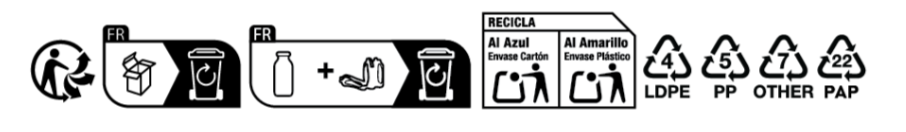 FR
FR
RECICLA
Al Azul
Envase Cartón
Al Amarillo
Envase Plástico
4
LDPE
5
PP
7
OTHER
22
PAP